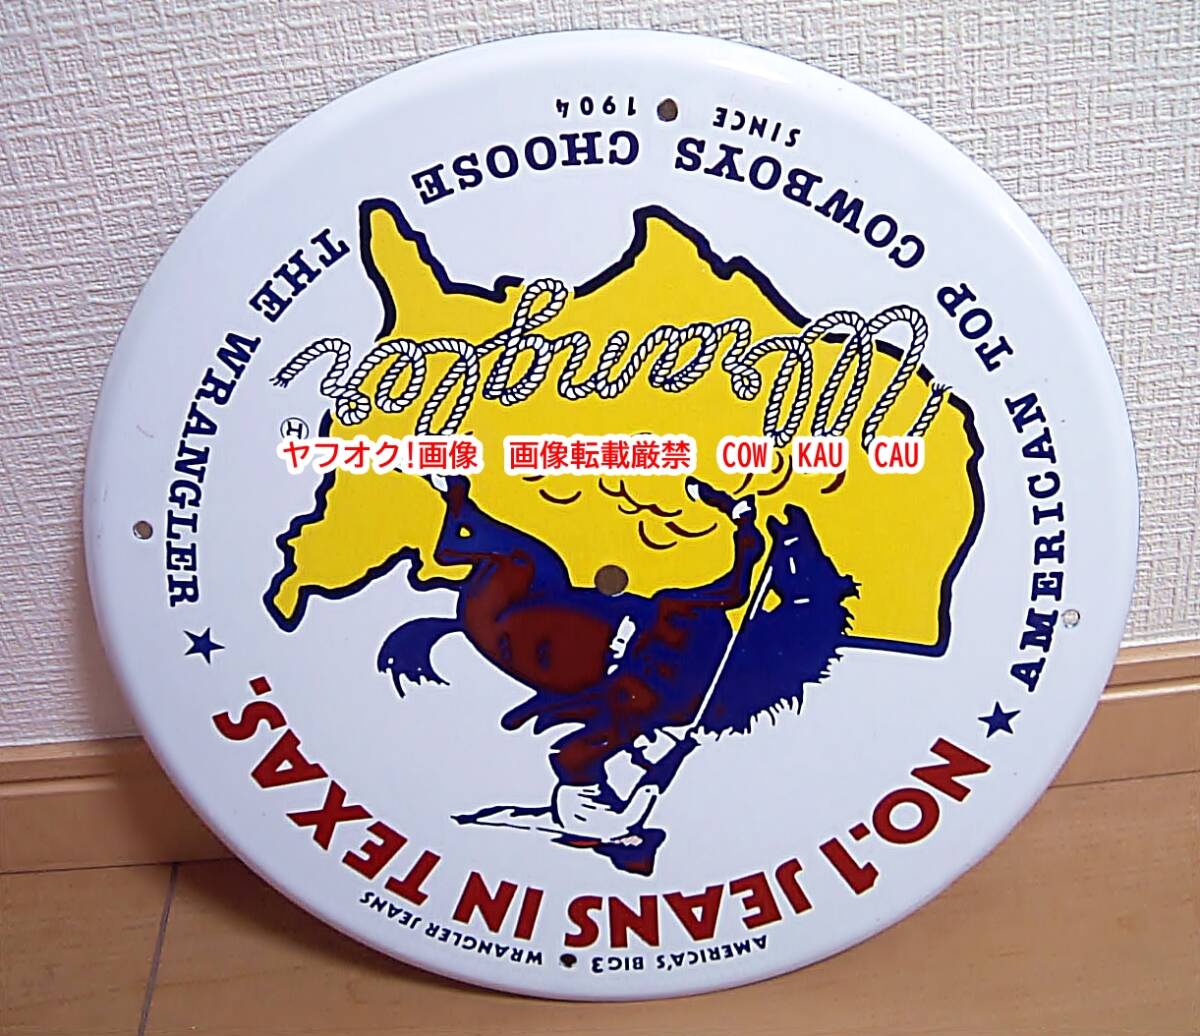 AMERICA'S BIG3 • WRANGLER JEANS
NO.1 JEANS IN TEXAS.
Wrangler
R
★ AMERICAN TOP COWBOYS CHOOSE THE WRANGLER ★
SINCE • 1904
ヤフオク!画像 画像転載厳禁 COW KAU CAU